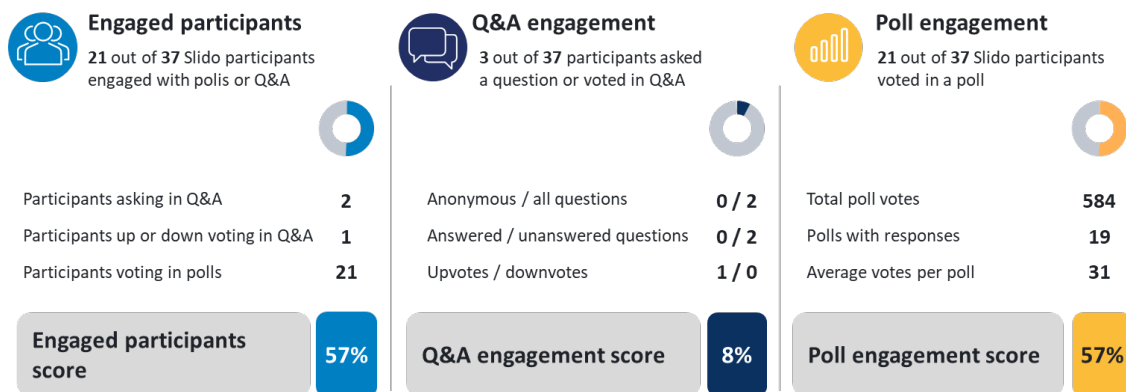 Engaged participants
21 out of 37 Slido participants
engaged with polis or Q&A
Participants asking in Q&A 2
Participants up or down voting in Q&A 1
Participants voting in polls 21
Engaged participants
score
57%
Q&A engagement
3 out of 37 participants asked
a question or voted in Q&A
Anonymous / all questions 0 / 2
Answered / unanswered questions 0 / 2
Upvotes / downvotes 1 / 0
Q&A engagement score 8%
Poll engagement
21 out of 37 Slido participants
voted in a poll
Total poll votes 584
Polls with responses 19
Average votes per poll 31
Poll engagement score 57%